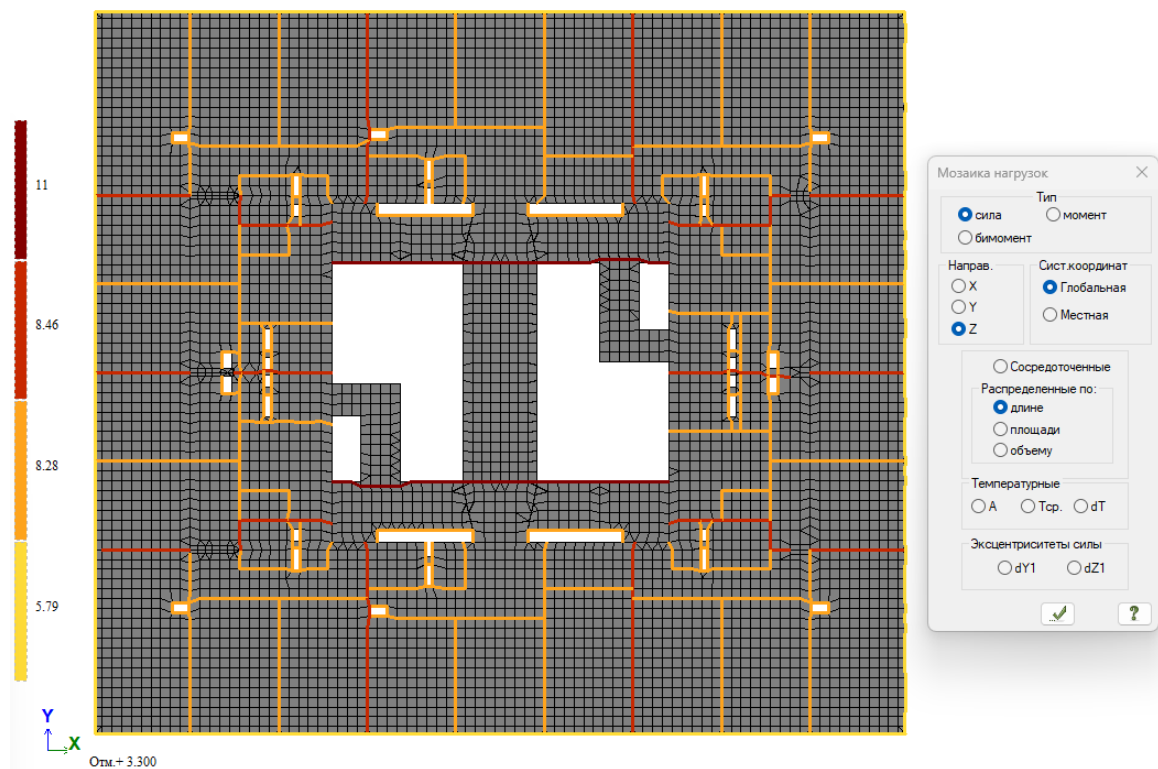 11
8.46
8.28
5.79
Y
X
Отм.+ 3.300
Мозаика нагрузок
Тип
сила
момент
бимомент
Направ.
X
Y
Z
Сист.координат
Глобальная
Местная
Сосредоточенные
Распределенные по:
длине
площади
объему
Температурные
A
Tср.
dT
Эксцентриситеты силы
dY1
dZ1
?